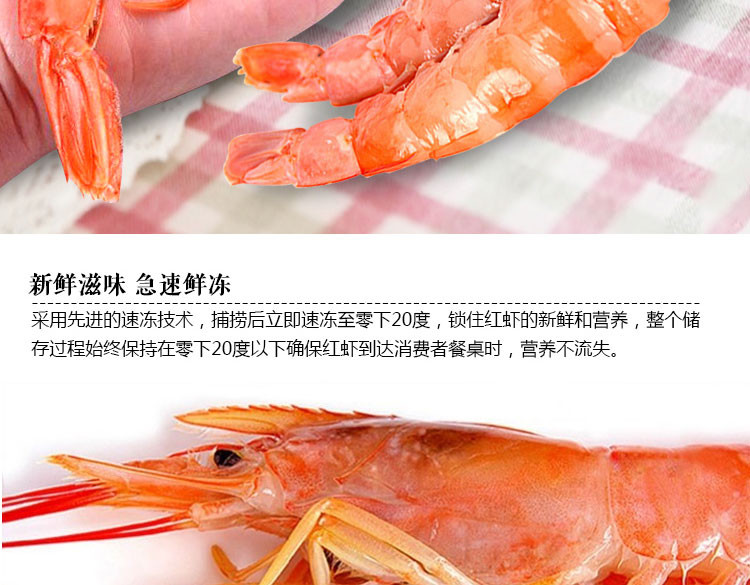 新鲜滋味 急速鲜冻
采用先进的速冻技术，捕捞后立即速冻至零下20度，锁住红虾的新鲜和营养，整个储
存过程始终保持在零下20度以下确保红虾到达消费者餐桌时，营养不流失。